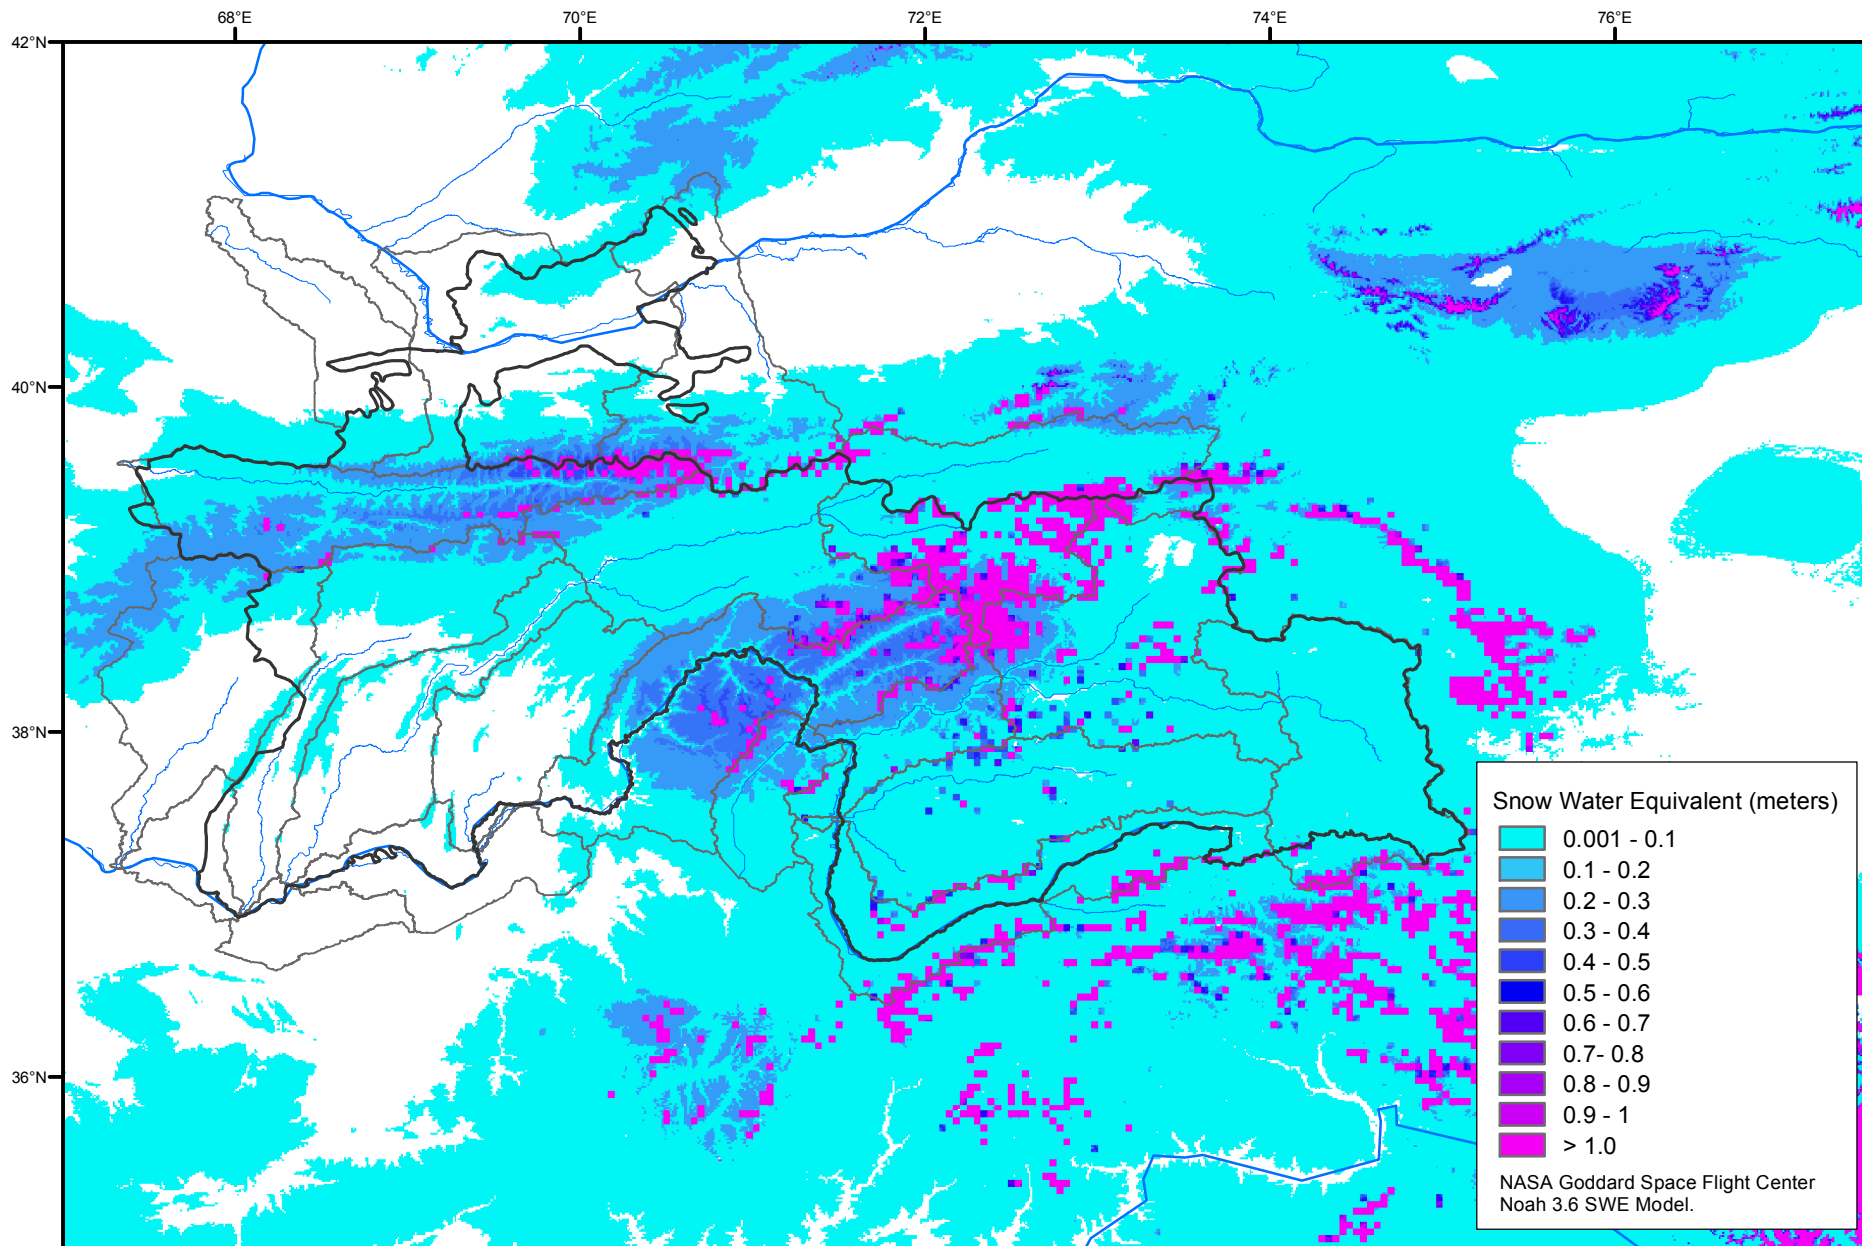 68°E 70°E 72°E 74°E 76°E
42°N
40°N
38°N
36°N
Snow Water Equivalent (meters)
0.001 - 0.1
0.1 - 0.2
0.2 - 0.3
0.3 - 0.4
0.4 - 0.5
0.5 - 0.6
0.6 - 0.7
0.7- 0.8
0.8 - 0.9
0.9 - 1
> 1.0
NASA Goddard Space Flight Center
Noah 3.6 SWE Model.